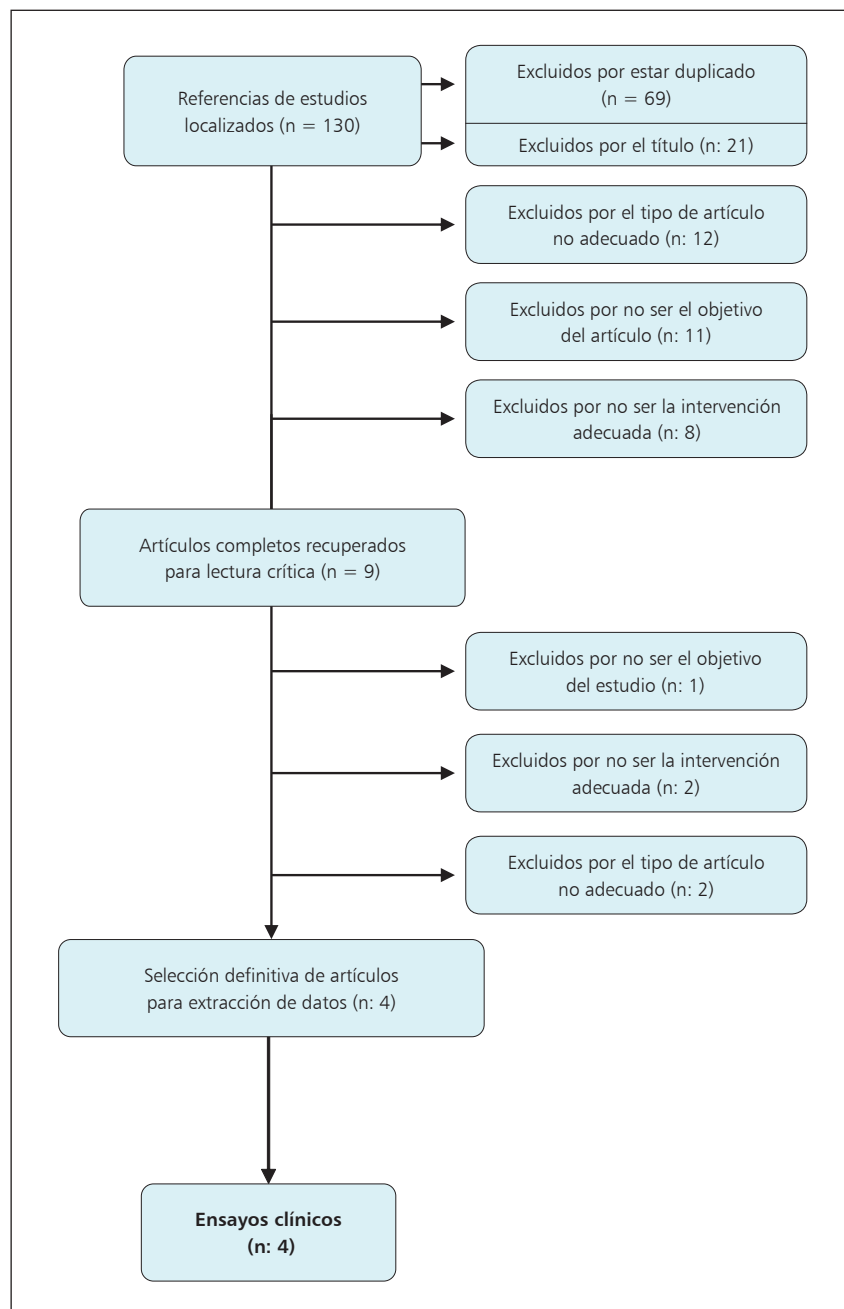 Referencias de estudios
localizados (n = 130)
Excluidos por estar duplicado
(n = 69)
Excluidos por el título (n: 21)
Excluidos por el tipo de artículo
no adecuado (n: 12)
Excluidos por no ser el objetivo
del artículo (n: 11)
Excluidos por no ser la intervención
adecuada (n: 8)
Artículos completos recuperados
para lectura crítica (n = 9)
Excluidos por no ser el objetivo
del estudio (n: 1)
Excluidos por no ser la intervención
adecuada (n: 2)
Excluidos por el tipo de artículo
no adecuado (n: 2)
Selección definitiva de artículos
para extracción de datos (n: 4)
Ensayos clínicos
(n: 4)